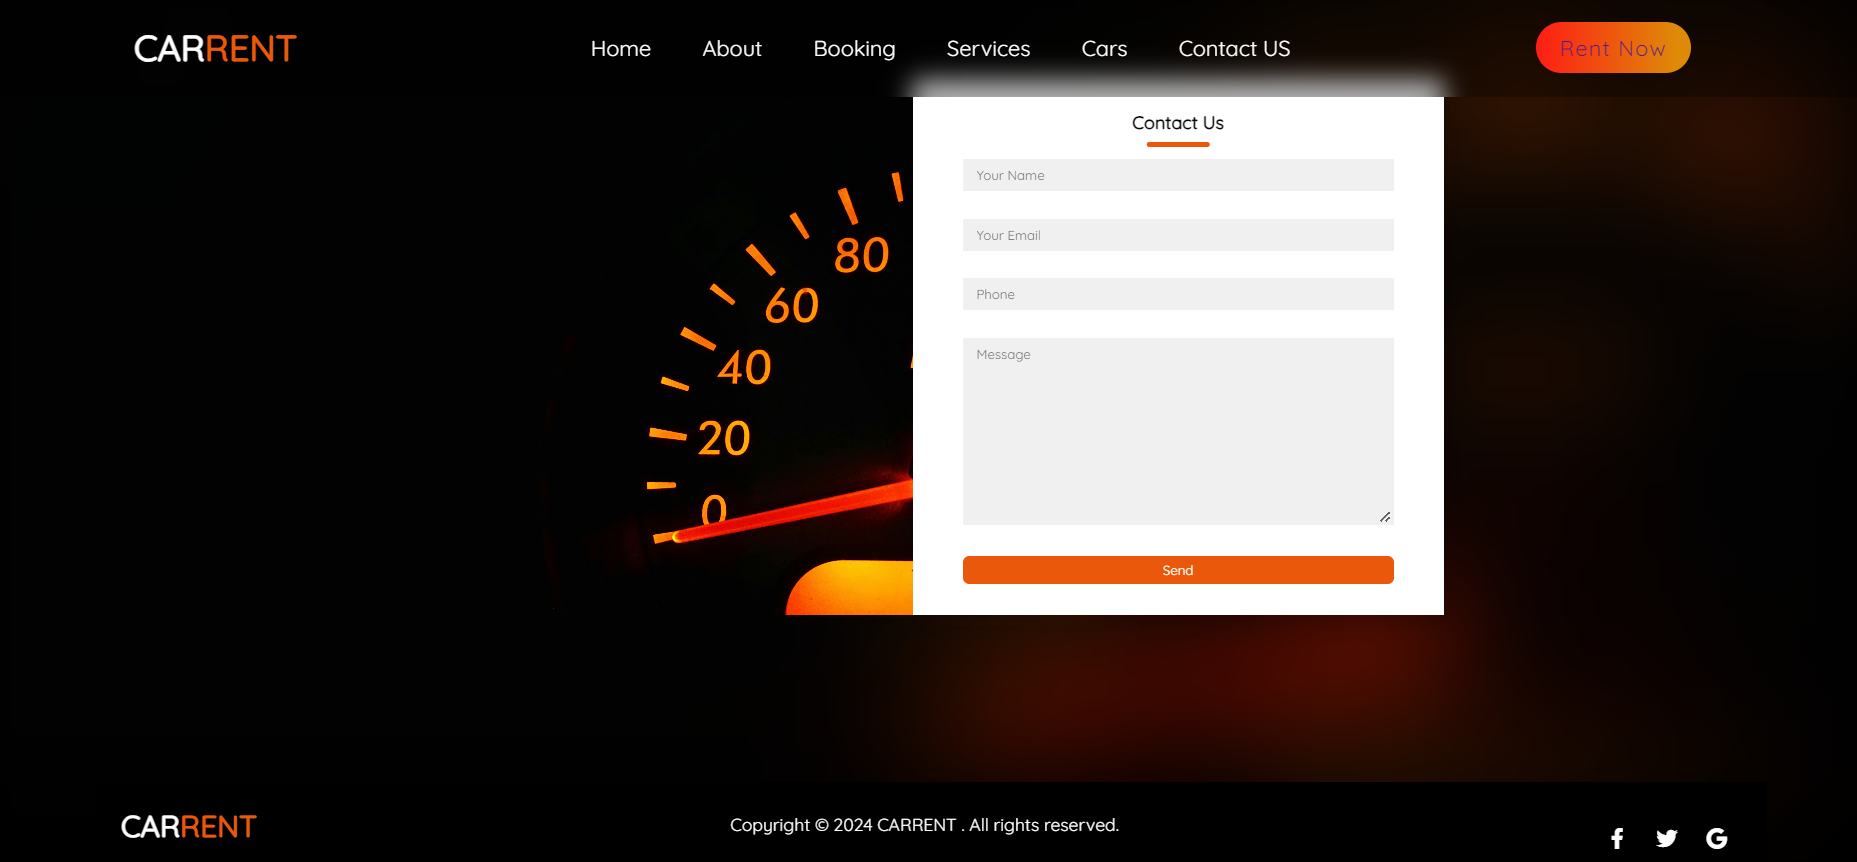 CARRENT
Home About Booking Services Cars Contact US
Rent Now
Contact Us
Your Name
Your Email
Phone
Message
Send
80
60
40
20
0
CARRENT
Copyright © 2024 CARRENT . All rights reserved.